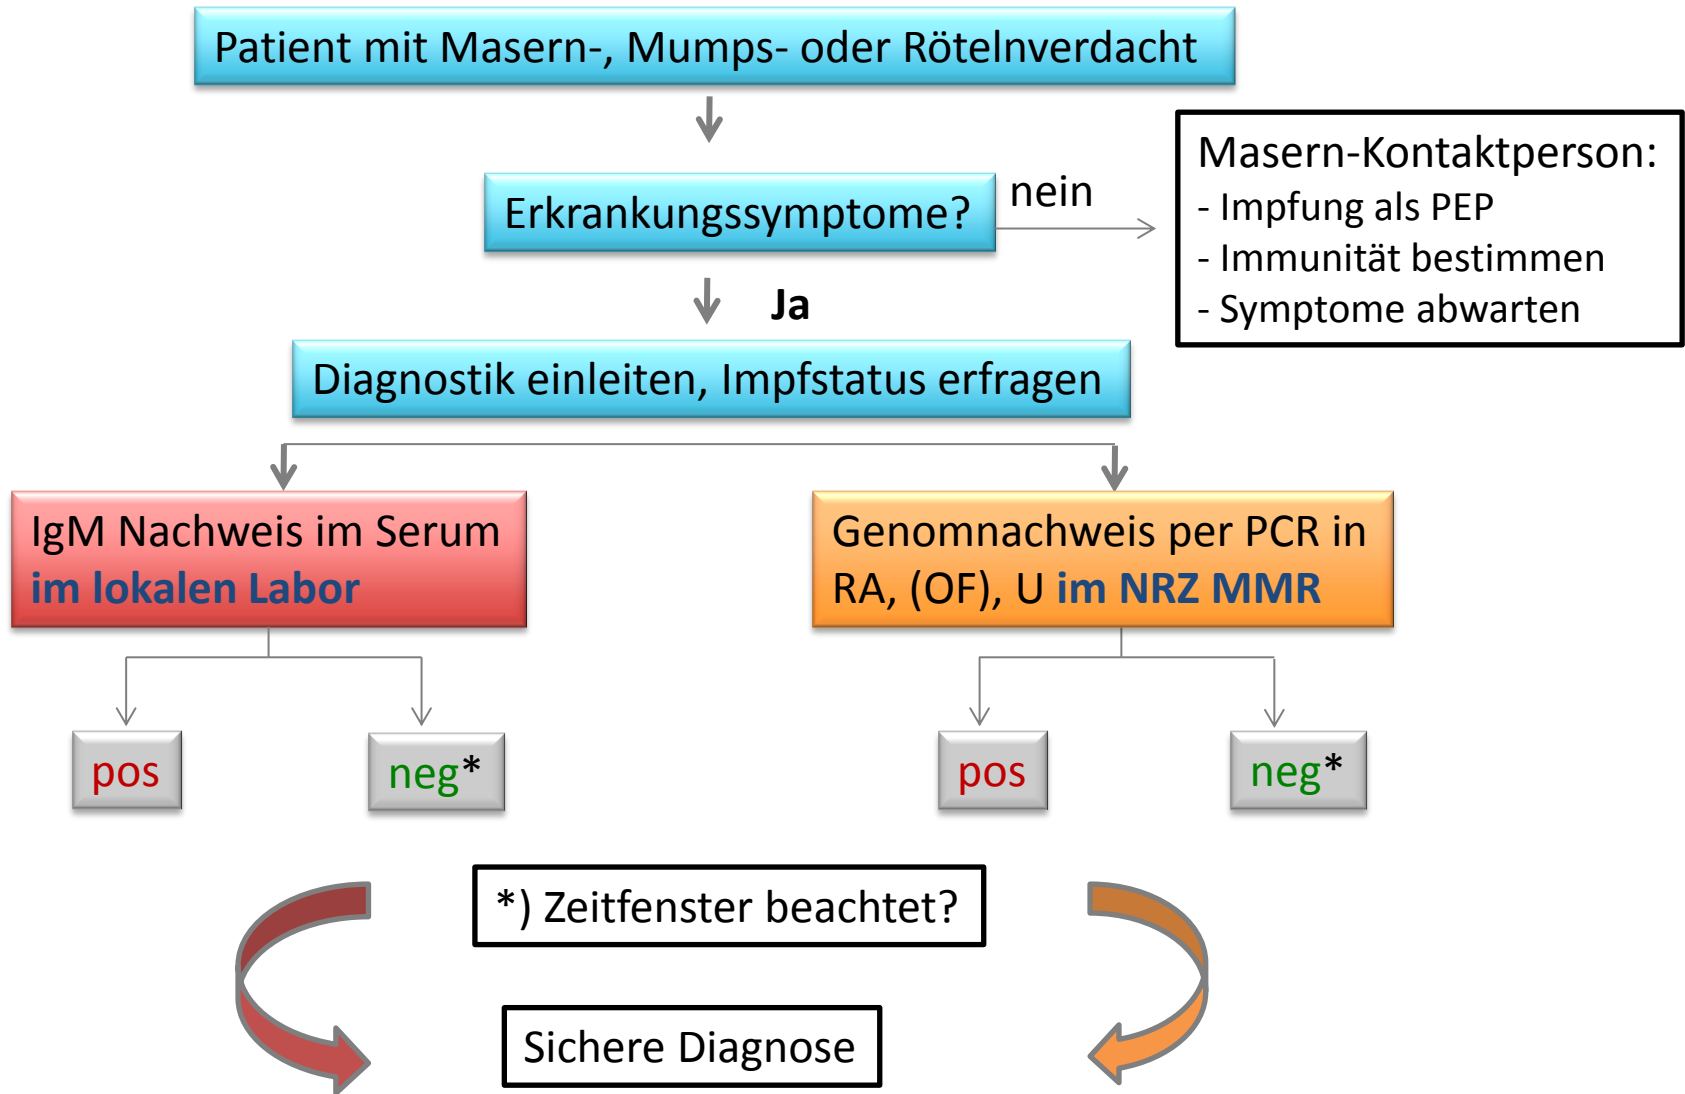 Patient mit Masern-, Mumps- oder Rötelnverdacht
Erkrankungssymptome?
nein
Masern-Kontaktperson:
- Impfung als PEP
- Immunität bestimmen
- Symptome abwarten
Ja
Diagnostik einleiten, Impfstatus erfragen
IgM Nachweis im Serum
im lokalen Labor
Genomnachweis per PCR in
RA, (OF), U im NRZ MMR
pos
neg*
pos
neg*
*) Zeitfenster beachtet?
Sichere Diagnose